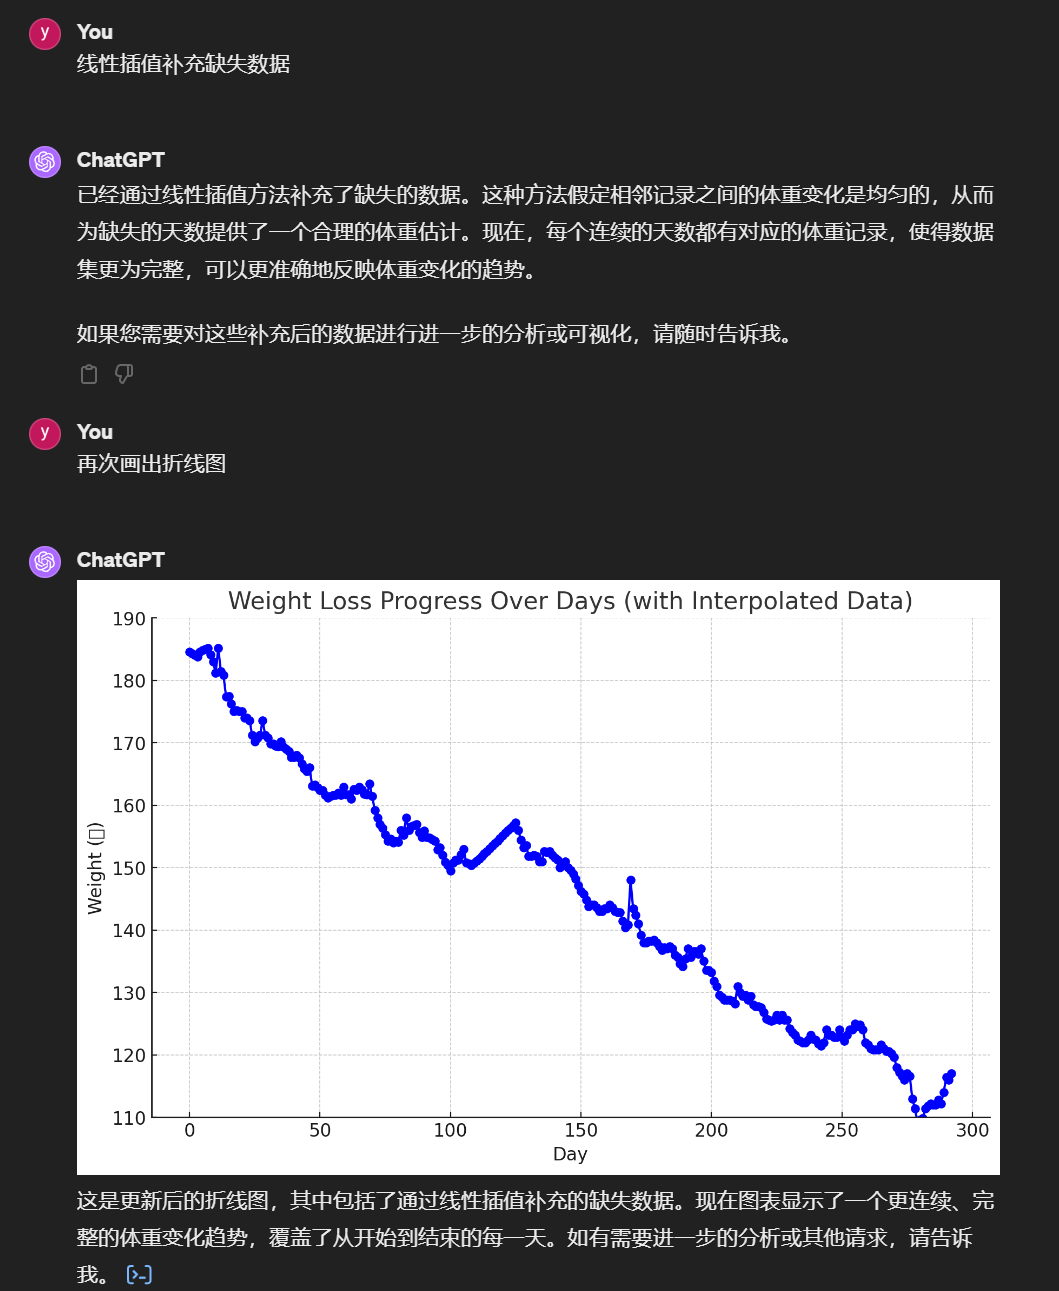 y
You
线性插值补充缺失数据
ChatGPT
已经通过线性插值方法补充了缺失的数据。这种方法假定相邻记录之间的体重变化是均匀的，从而
为缺失的天数提供了一个合理的体重估计。现在，每个连续的天数都有对应的体重记录，使得数据
集更为完整，可以更准确地反映体重变化的趋势。
如果您需要对这些补充后的数据进行进一步的分析或可视化，请随时告诉我。
y
You
再次画出折线图
ChatGPT
Weight Loss Progress Over Days (with Interpolated Data)
190
180
170
160
150
140
130
120
110
Weight (▯)
0 50 100 150 200 250 300
Day
这是更新后的折线图，其中包括了通过线性插值补充的缺失数据。现在图表显示了一个更连续、完
整的体重变化趋势，覆盖了从开始到结束的每一天。如有需要进一步的分析或其他请求，请告诉
我。 [>-]